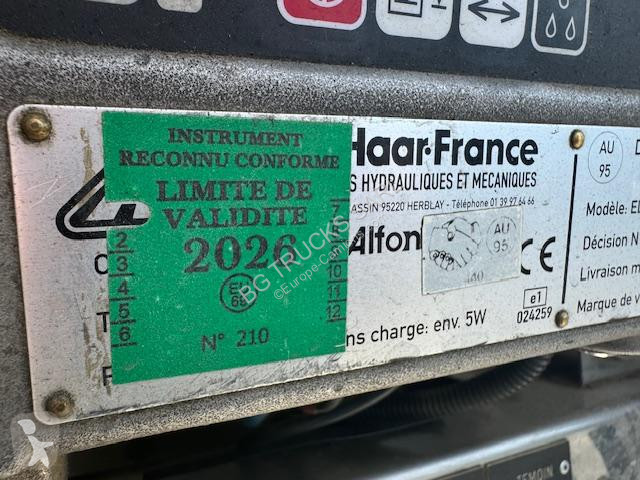 INSTRUMENT
RECONNU CONFORME
LIMITE DE
VALIDITE
2026
2
3
4
5
6
7
10
11
12
N° 210
Haar·France
S HYDRAULIQUES ET MECANIQUES
ASSIN 95220 HERBLAY - Téléphone 01 39 97 64 66
Alfon
AU
95
CE
e1
024259
ns charge: env. 5W
AU
95
Modèle: E
Décision N
Livraison m
Marque de v
TEMOIN
BG TRUCKS